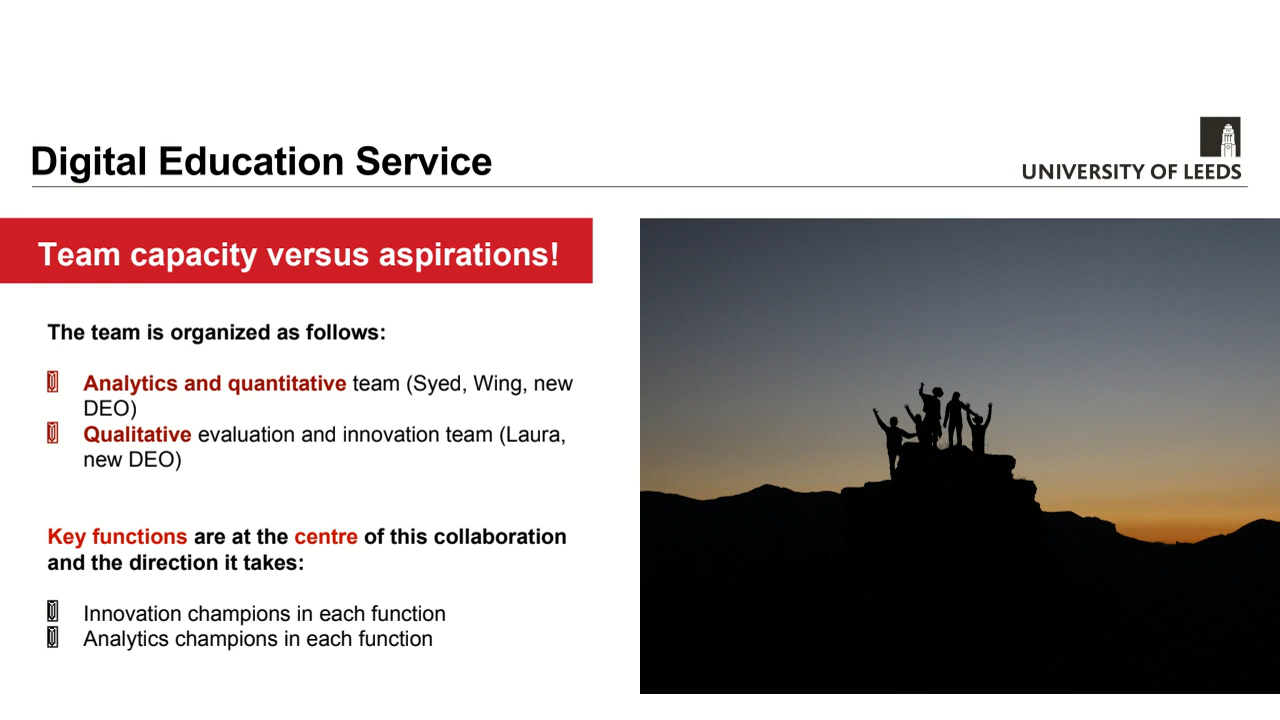 Digital Education Service
UNIVERSITY OF LEEDS
Team capacity versus aspirations!
The team is organized as follows:
Analytics and quantitative team (Syed, Wing, new
DEO)
Qualitative evaluation and innovation team (Laura,
new DEO)
Key functions are at the centre of this collaboration
and the direction it takes:
Innovation champions in each function
Analytics champions in each function